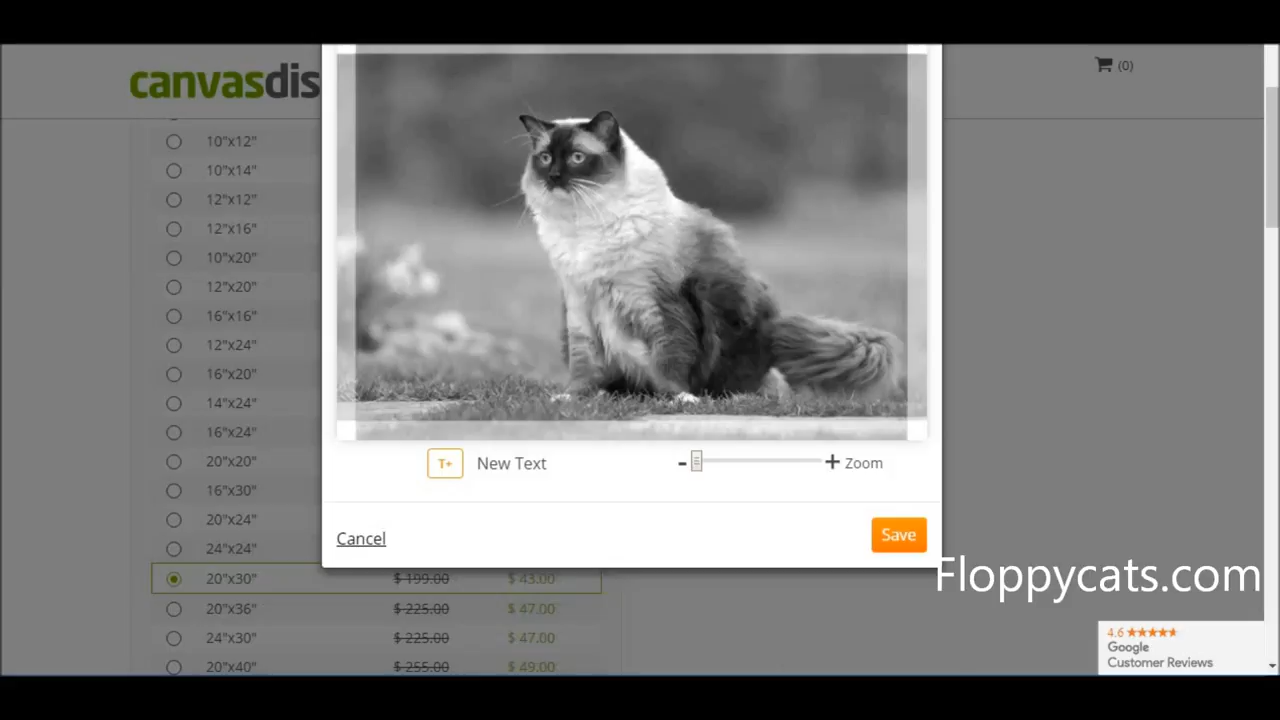 canvasdis
(0)
10"x12"
10"x14"
12"x12"
12"x16"
10"x20"
12"x20"
16"x16"
12"x24"
16"x20"
14"x24"
16"x24"
20"x20"
16"x30"
20"x24"
24"x24"
20"x30" $ 199.00 $ 43.00
20"x36" $ 225.00 $ 47.00
24"x30" $ 225.00 $ 47.00
20"x40" $ 255.00 $ 49.00
T+ New Text - + Zoom
Cancel Save
Floppycats.com
4.6
Google
Customer Reviews